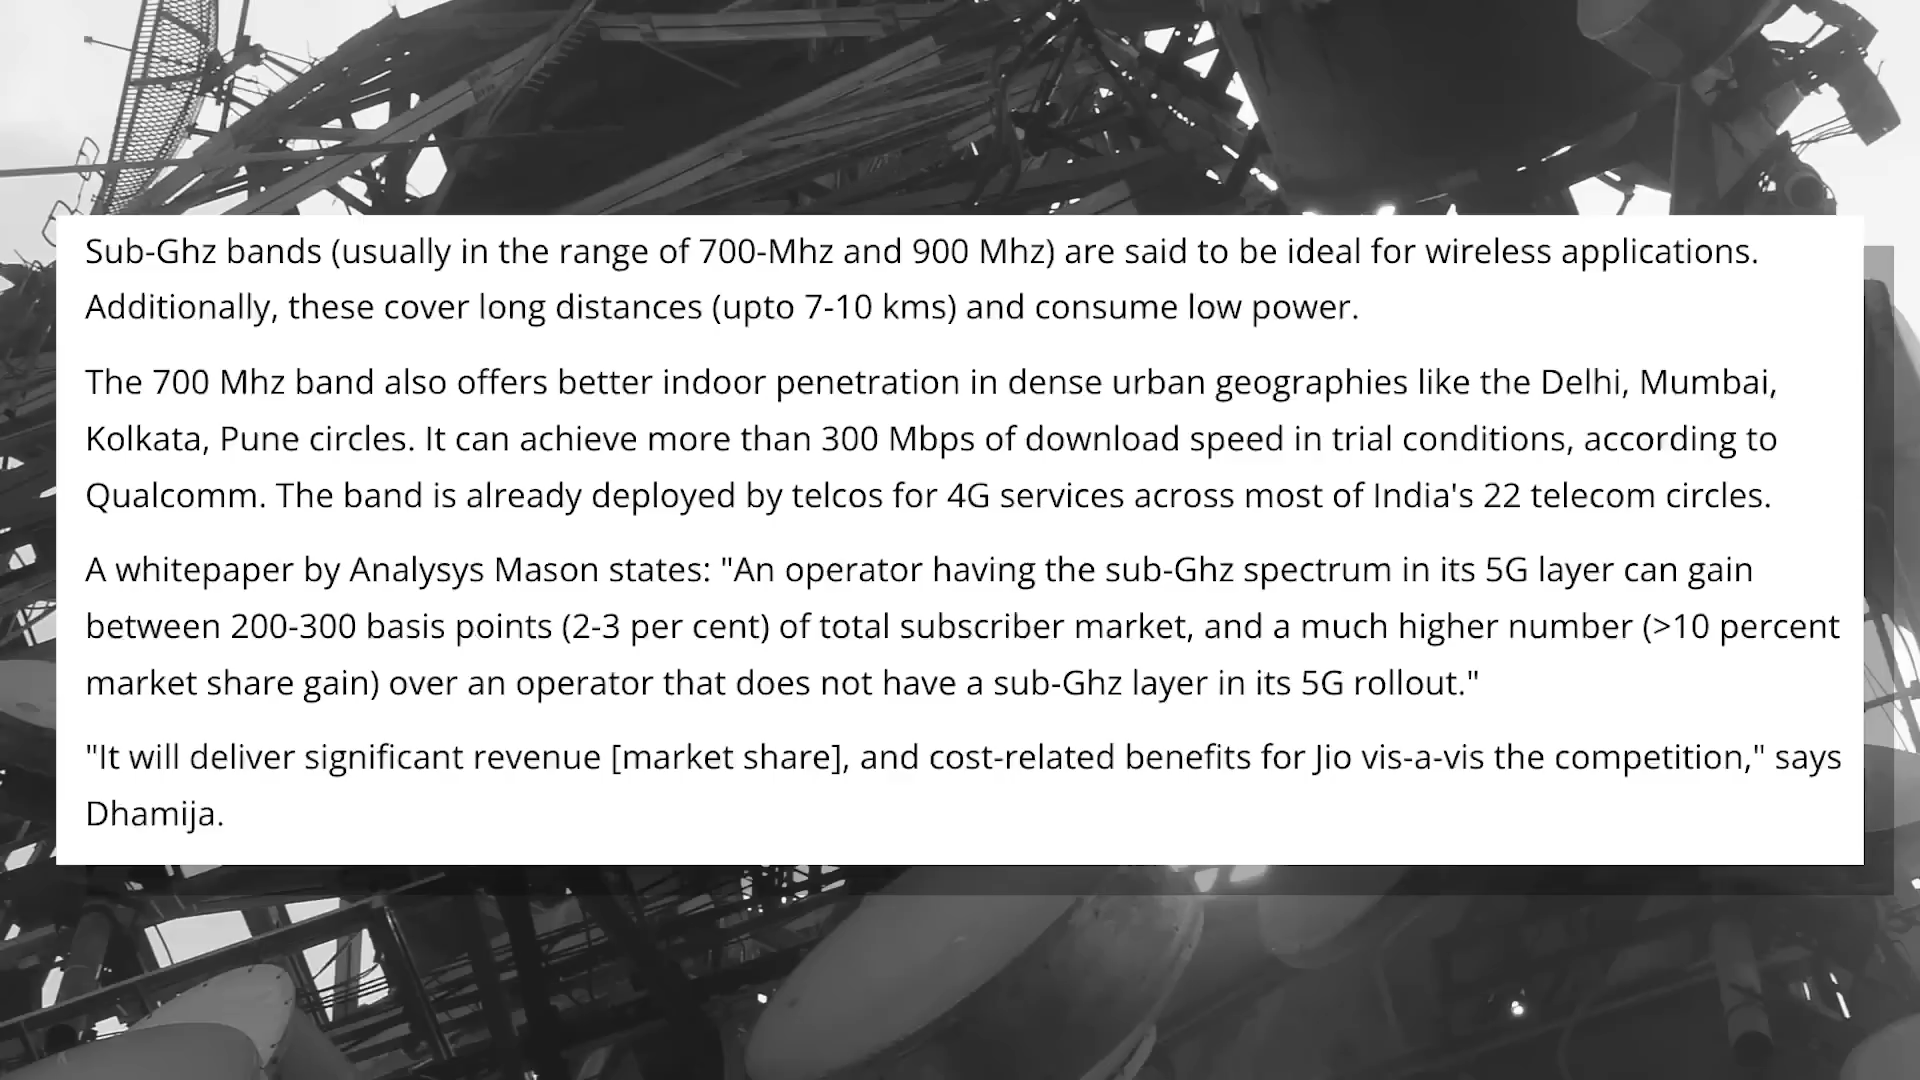 Sub-Ghz bands (usually in the range of 700-Mhz and 900 Mhz) are said to be ideal for wireless applications.
Additionally, these cover long distances (upto 7-10 kms) and consume low power.
The 700 Mhz band also offers better indoor penetration in dense urban geographies like the Delhi, Mumbai,
Kolkata, Pune circles. It can achieve more than 300 Mbps of download speed in trial conditions, according to
Qualcomm. The band is already deployed by telcos for 4G services across most of India's 22 telecom circles.
A whitepaper by Analysys Mason states: "An operator having the sub-Ghz spectrum in its 5G layer can gain
between 200-300 basis points (2-3 per cent) of total subscriber market, and a much higher number (>10 percent
market share gain) over an operator that does not have a sub-Ghz layer in its 5G rollout."
"It will deliver significant revenue [market share], and cost-related benefits for Jio vis-a-vis the competition," says
Dhamija.